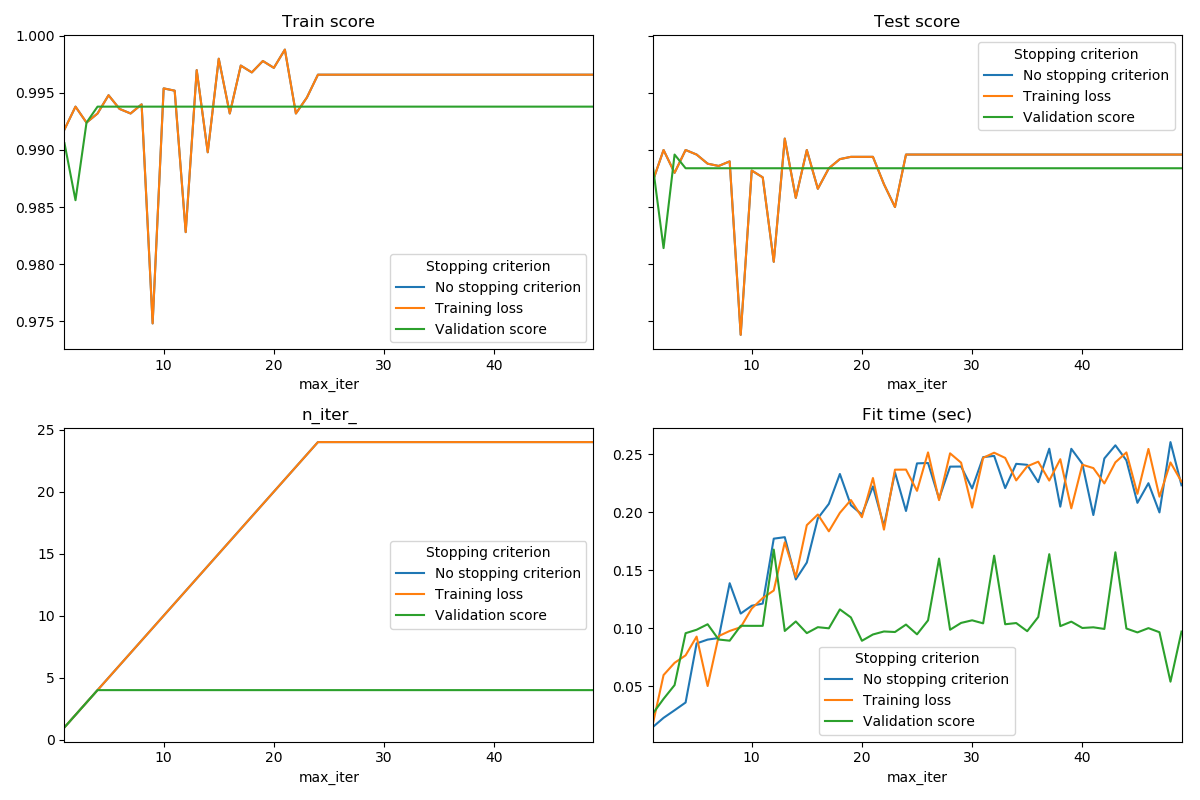 Train score
1.000
0.995
0.990
0.985
0.980
0.975
Stopping criterion
No stopping criterion
Training loss
Validation score
10 20 30 40
max_iter
Test score
Stopping criterion
No stopping criterion
Training loss
Validation score
10 20 30 40
max_iter
n_iter_
25
20
15
10
5
0
Stopping criterion
No stopping criterion
Training loss
Validation score
10 20 30 40
max_iter
Fit time (sec)
0.25
0.20
0.15
0.10
0.05
Stopping criterion
No stopping criterion
Training loss
Validation score
10 20 30 40
max_iter